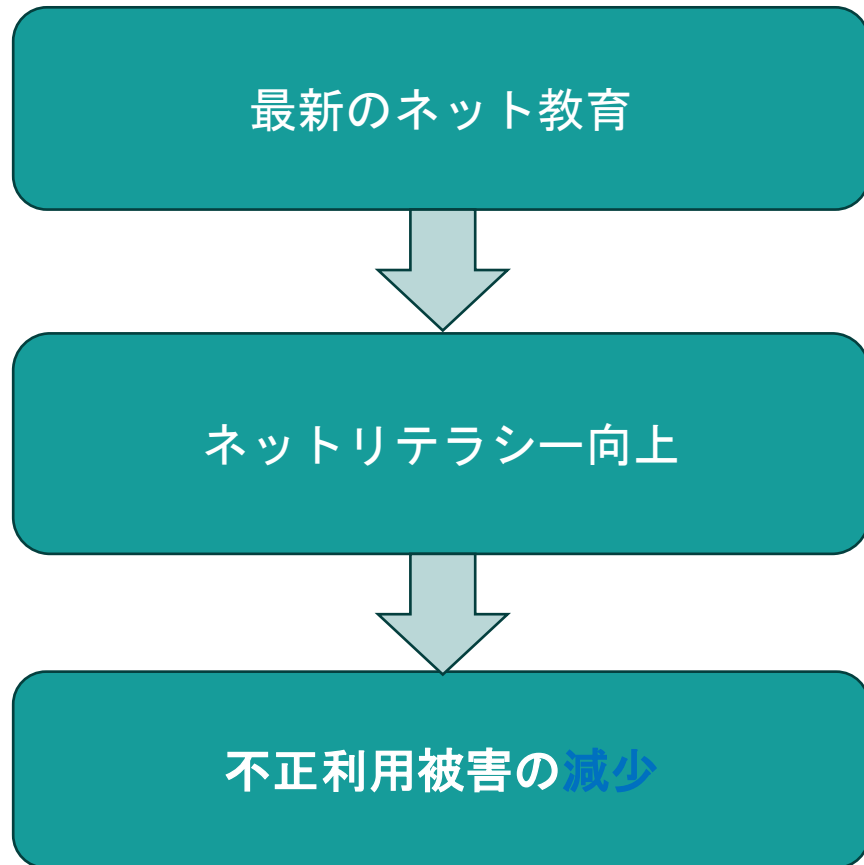 最新のネット教育
ネットリテラシー向上
不正利用被害の減少